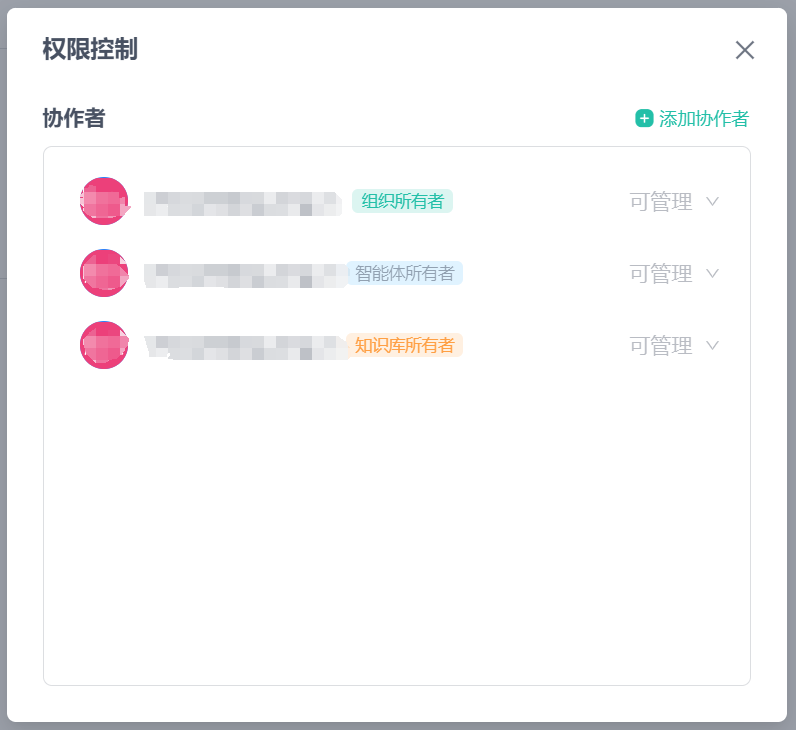 权限控制
协作者
添加协作者
组织所有者 可管理
智能体所有者 可管理
知识库所有者 可管理